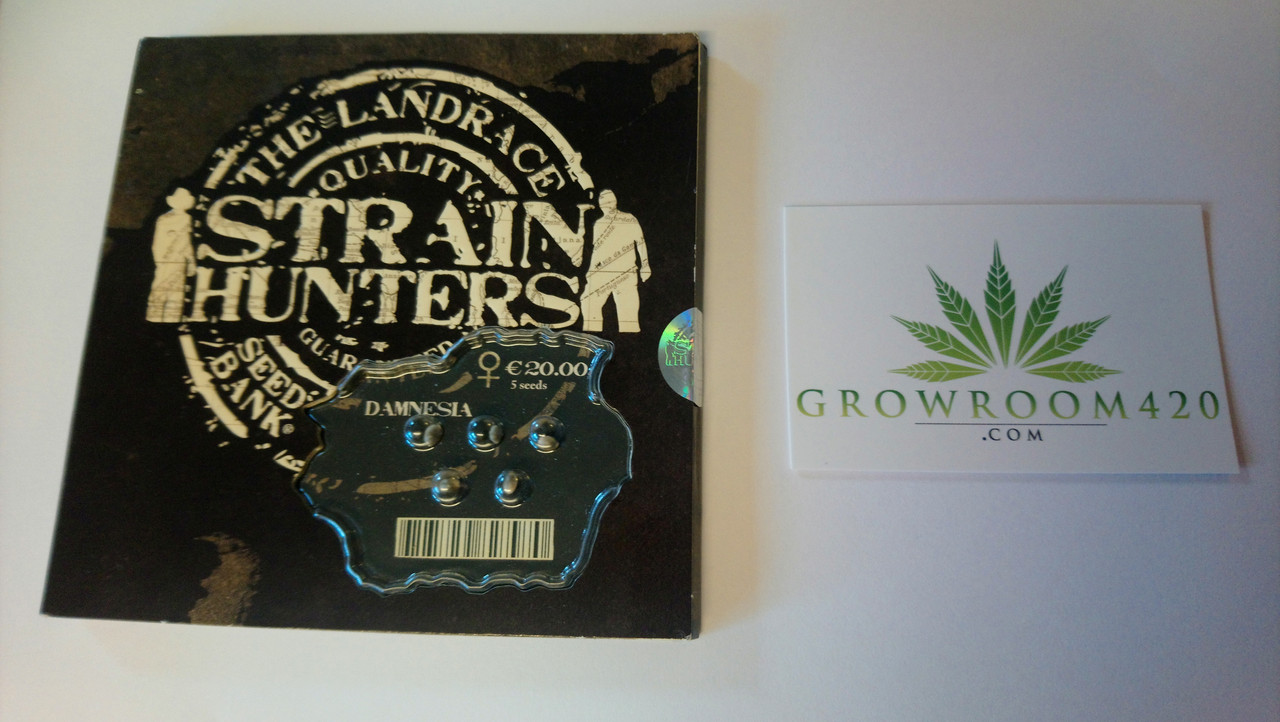 THE LANDRACE
QUALITY
STRAIN
HUNTERS
SEED
BANK®
♀ €20.00
5 seeds
DAMNESIA
GROWROOM420
.COM